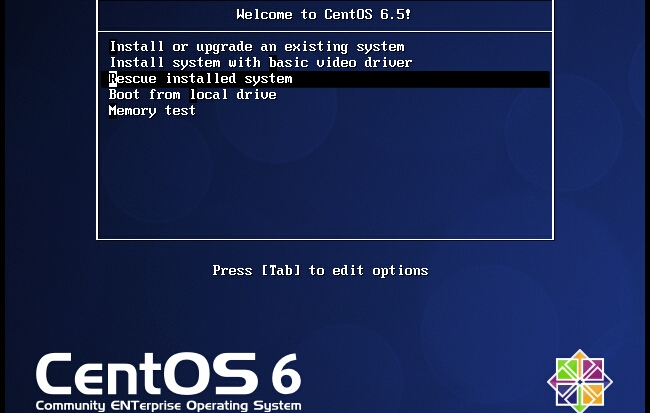 Welcome to CentOS 6.5!
Install or upgrade an existing system
Install system with basic video driver
Rescue installed system
Boot from local drive
Memory test
Press [Tab] to edit options
CentOS 6
Community ENTerprise Operating System